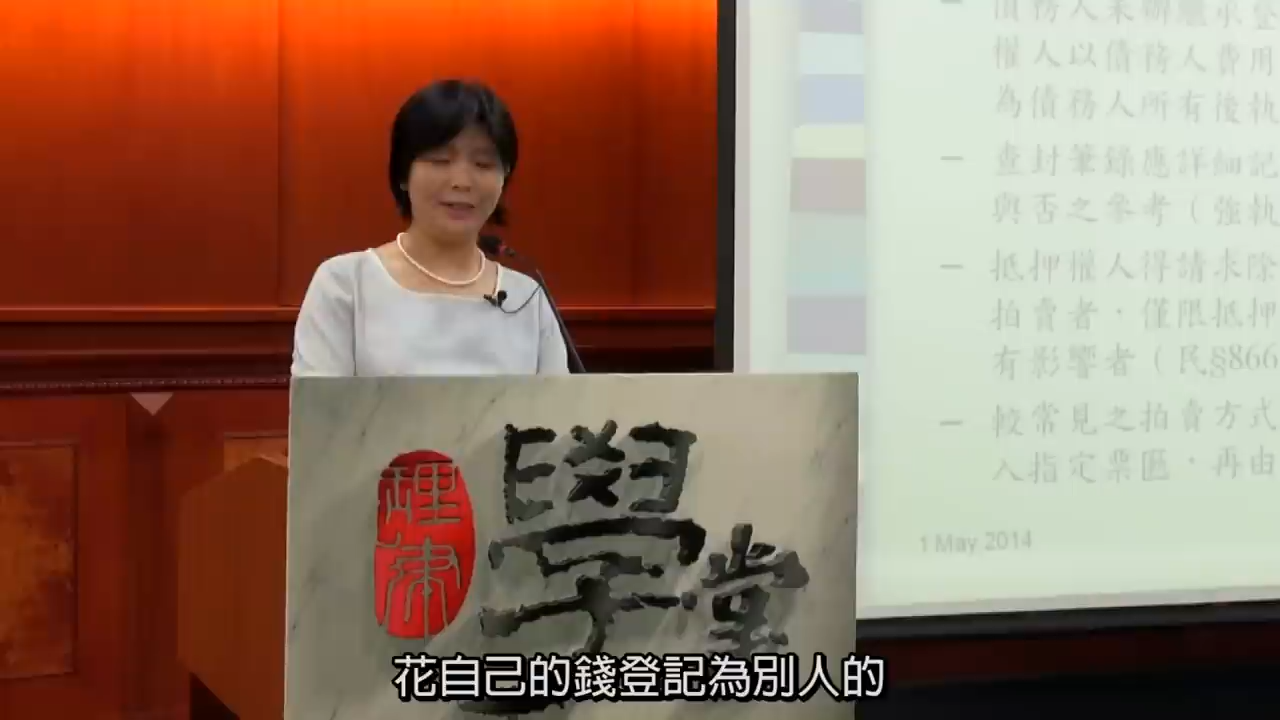 債務人未辦繼承登
權人以債務人費用
為債務人所有後執
– 查封筆錄應詳細記
與否之參考（強執
– 抵押權人得請求除
拍賣者，僅限抵押
有影響者（民§866
– 較常見之拍賣方式
入指定票匭，再由
1 May 2014
理律
學堂
花自己的錢登記為別人的